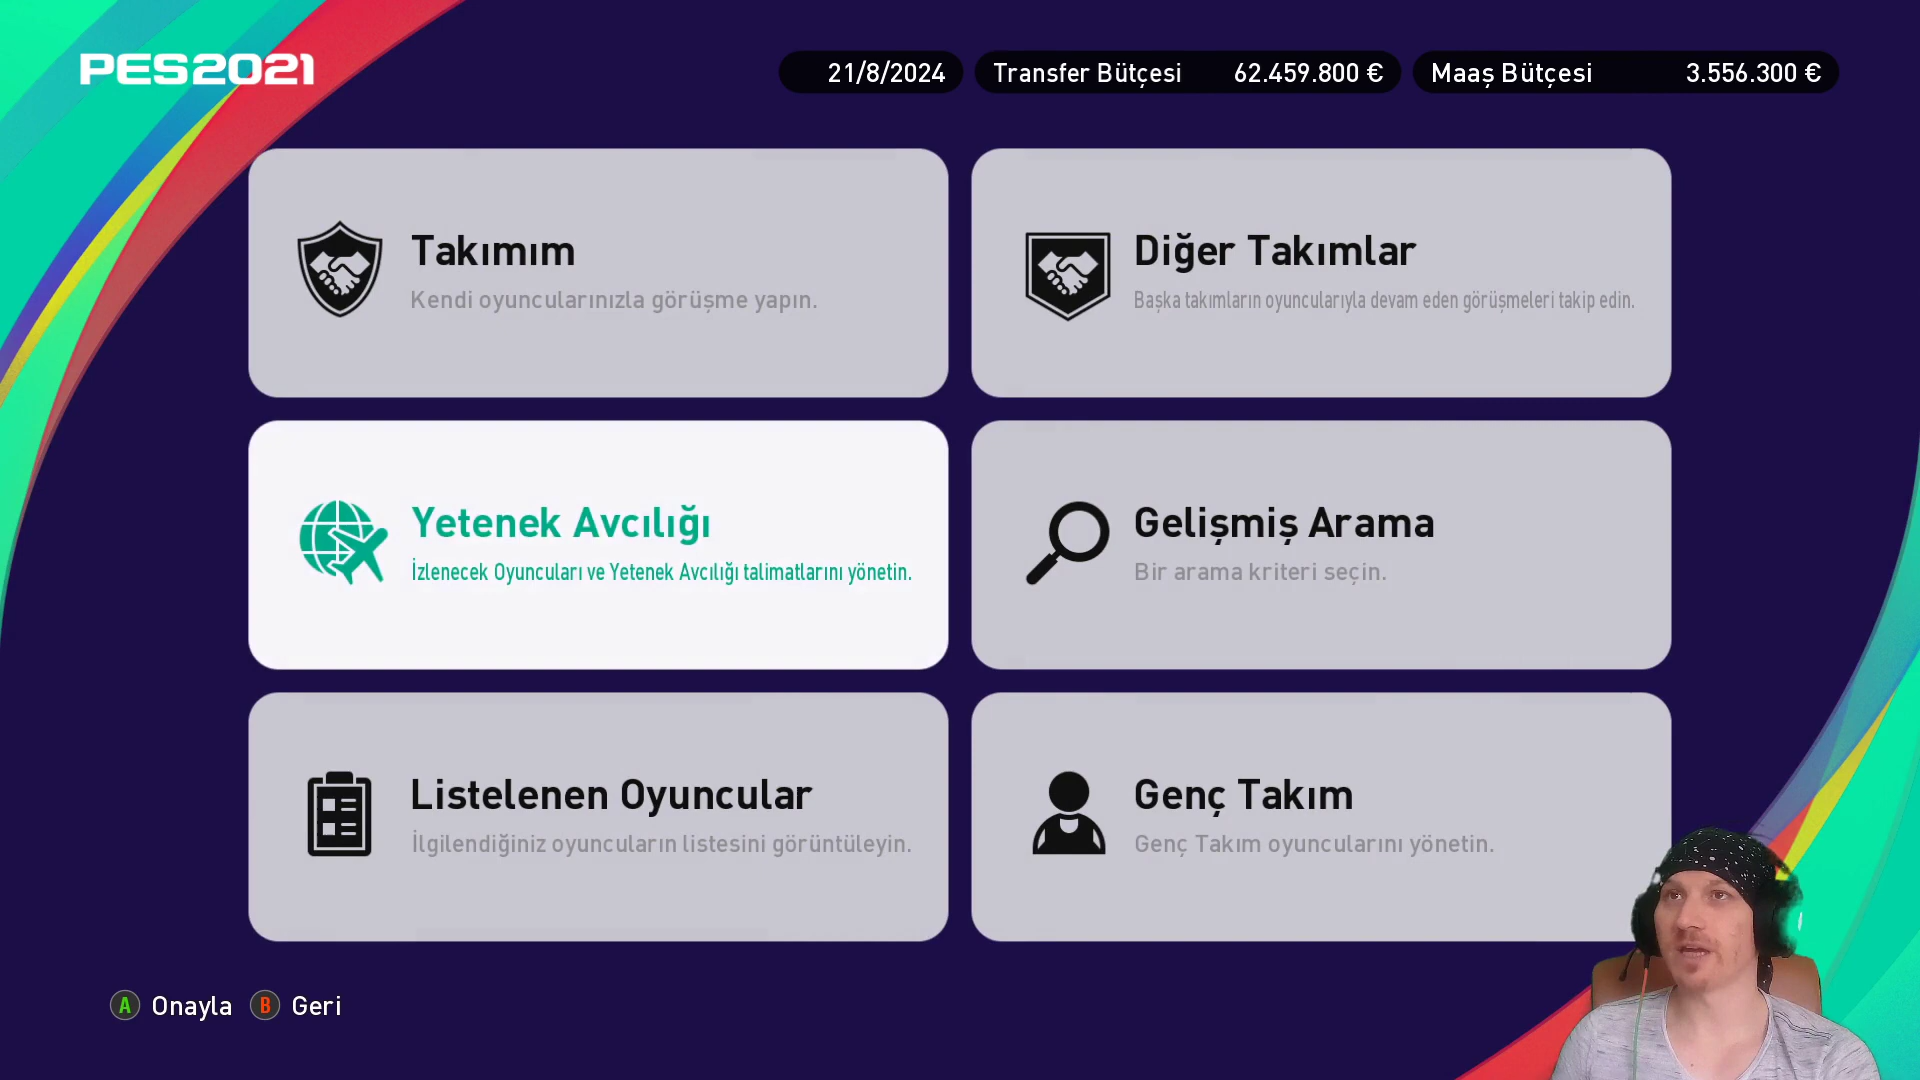 PES2021
21/8/2024 Transfer Bütçesi 62.459.800 € Maaş Bütçesi 3.556.300 €
Takımım
Kendi oyuncularınızla görüşme yapın.
Diğer Takımlar
Başka takımların oyuncularıyla devam eden görüşmeleri takip edin.
Yetenek Avcılığı
İzlenecek Oyuncuları ve Yetenek Avcılığı talimatlarını yönetin.
Gelişmiş Arama
Bir arama kriteri seçin.
Listelenen Oyuncular
İlgilendiğiniz oyuncuların listesini görüntüleyin.
Genç Takım
Genç Takım oyuncularını yönetin.
A Onayla B Geri